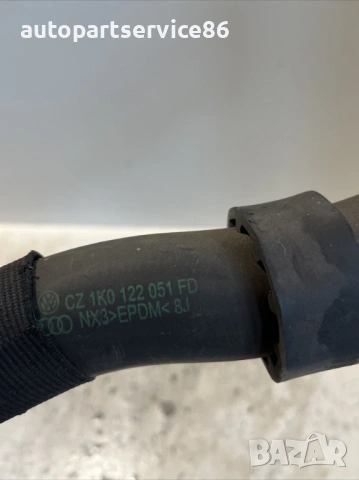 autopartservice86
CZ 1K0 122 051 FD
NX3>EPDM< 8J
BAZAR